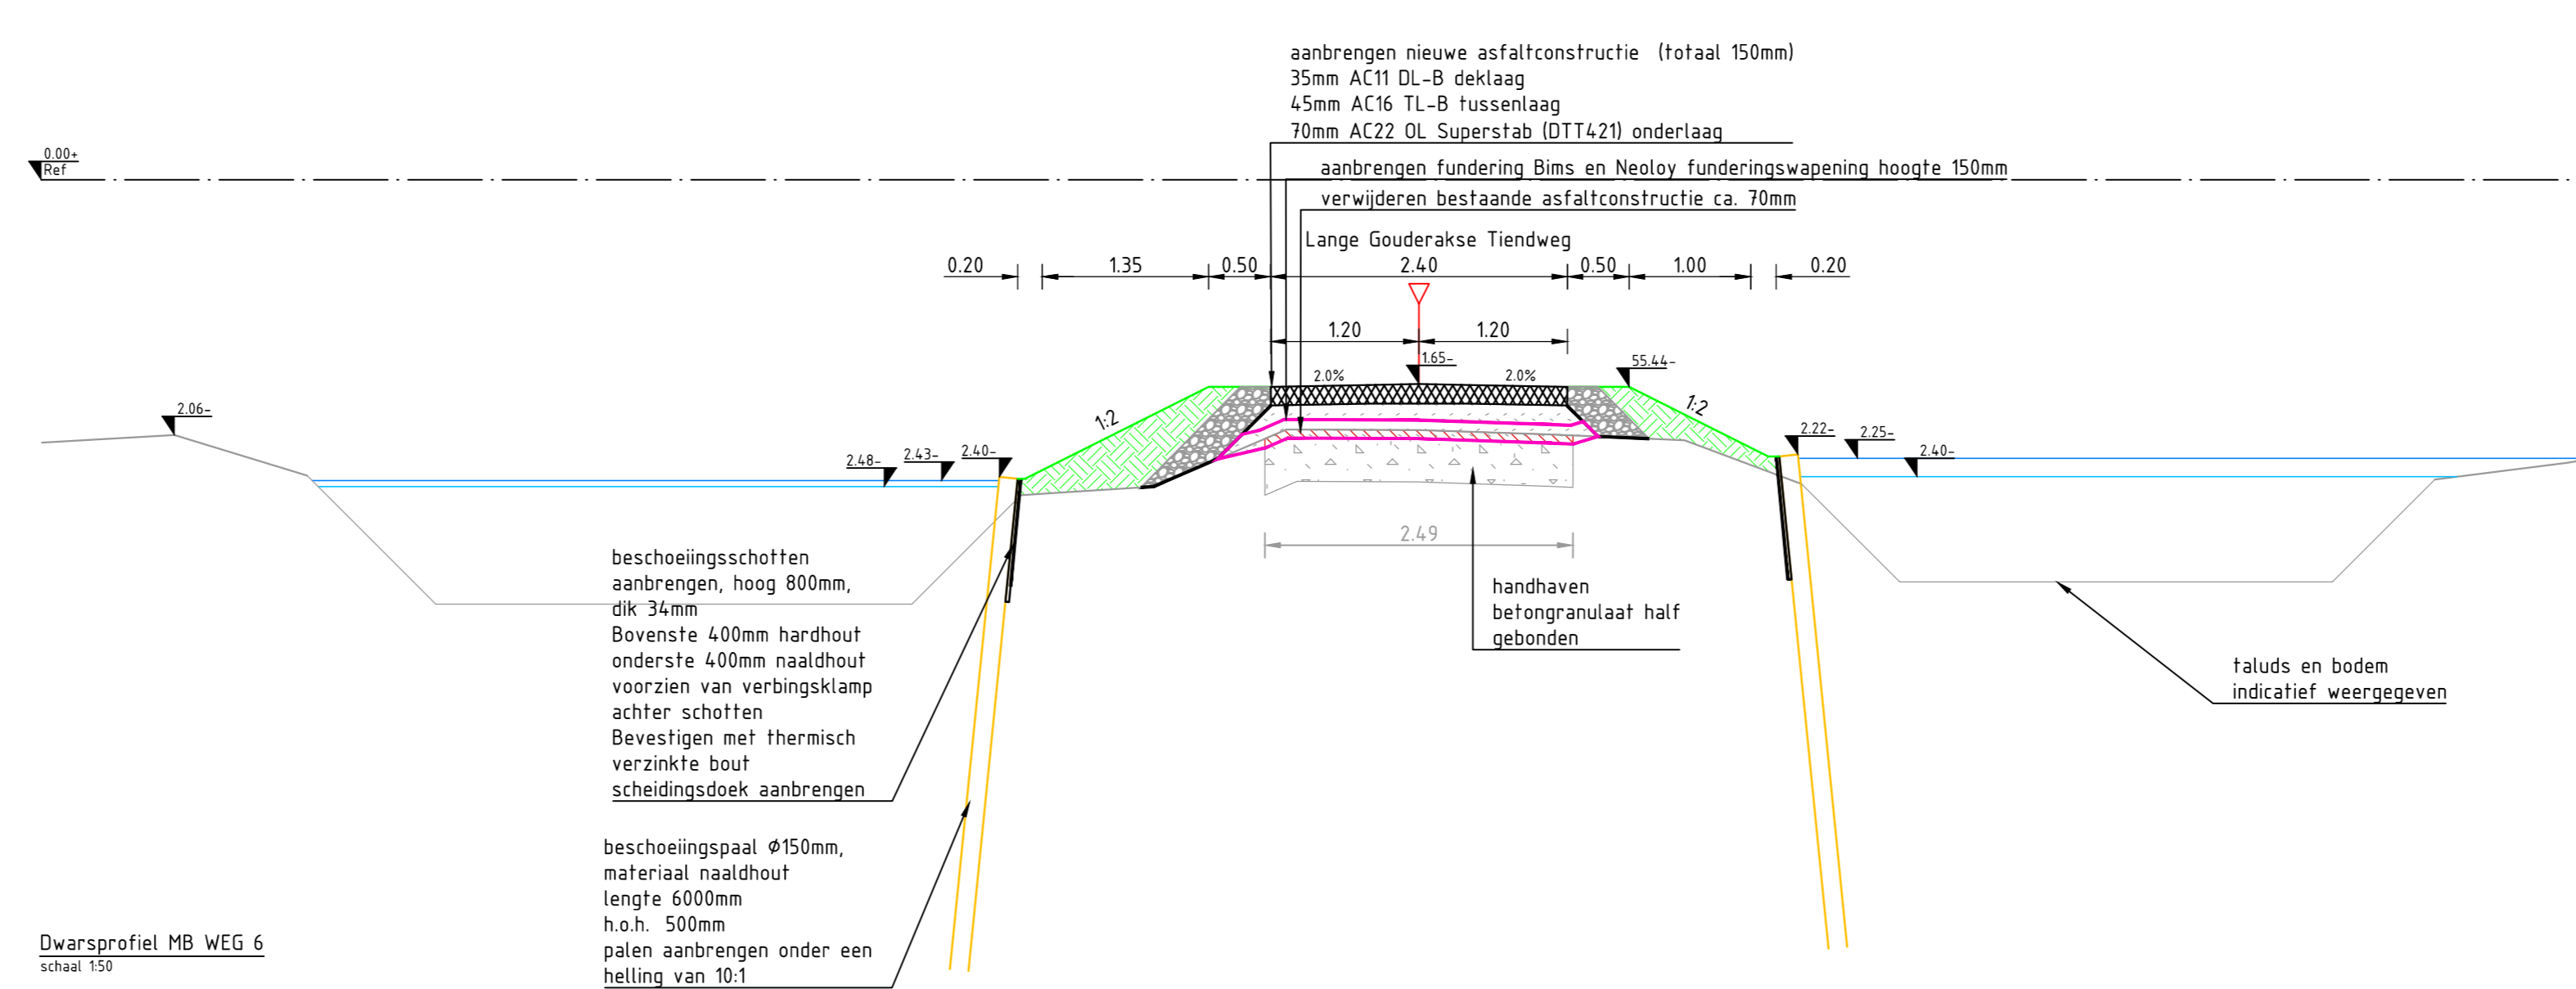 aanbrengen nieuwe asfaltconstructie (totaal 150mm)
35mm AC11 DL-B deklaag
45mm AC16 TL-B tussenlaag
70mm AC22 OL Superstab (DTT421) onderlaag
0.00+
Ref
aanbrengen fundering Bims en Neoloy funderingswapening hoogte 150mm
verwijderen bestaande asfaltconstructie ca. 70mm
Lange Gouderakse Tiendweg
0.20 1.35 0.50 2.40 0.50 1.00 0.20
1.20 1.20
1.65-
55.44-
2.0% 2.0%
2.06-
1:2
1:2
2.48-
2.43-
2.40-
2.22-
2.25-
2.40-
2.49
beschoeiingsschotten
aanbrengen, hoog 800mm,
dik 34mm
Bovenste 400mm hardhout
onderste 400mm naaldhout
voorzien van verbingsklamp
achter schotten
Bevestigen met thermisch
verzinkte bout
scheidingsdoek aanbrengen
handhaven
betongranulaat half
gebonden
taluds en bodem
indicatief weergegeven
beschoeiingspaal Ø150mm,
materiaal naaldhout
lengte 6000mm
h.o.h. 500mm
palen aanbrengen onder een
helling van 10:1
Dwarsprofiel MB WEG 6
schaal 1:50